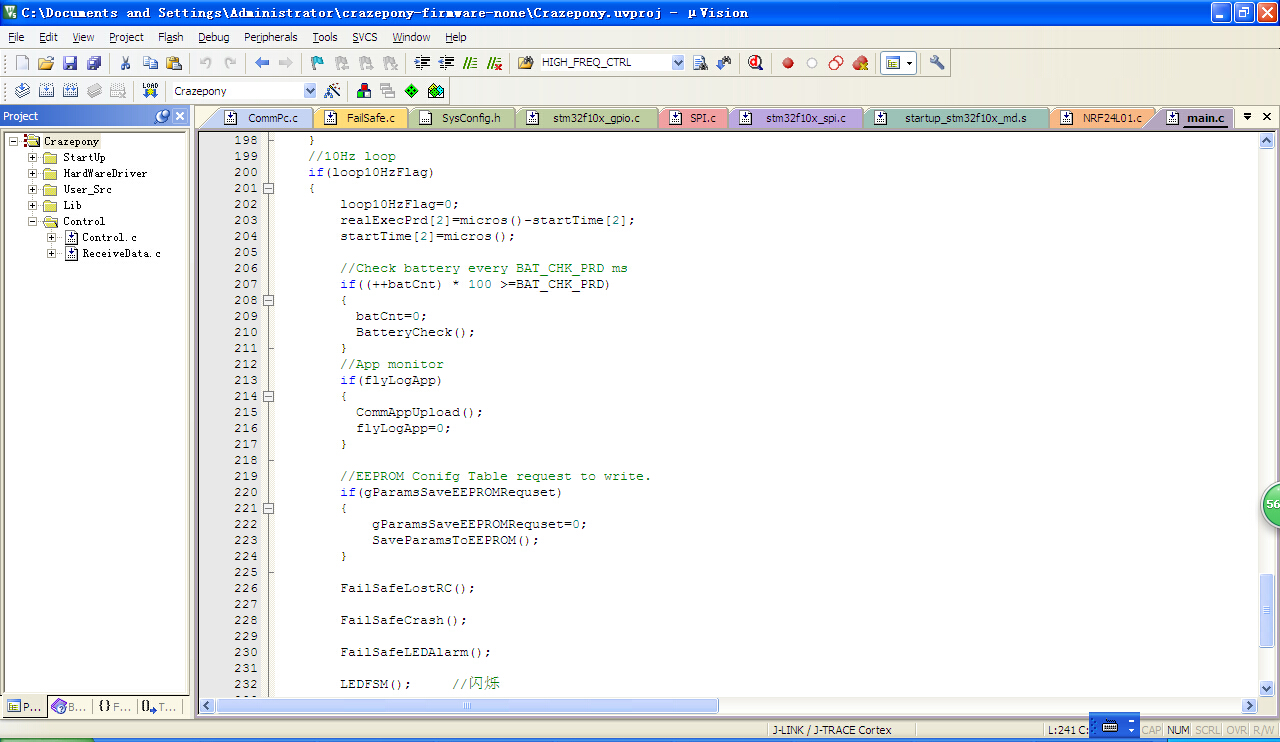 C:\Documents and Settings\Administrator\crazepony-firmware-none\Crazepony.uvproj - µVision
File Edit View Project Flash Debug Peripherals Tools SVCS Window Help
HIGH_FREQ_CTRL
LOAD Crazepony
Project
CommPc.c FailSafe.c SysConfig.h stm32f10x_gpio.c SPI.c stm32f10x_spi.c startup_stm32f10x_md.s NRF24L01.c main.c
Crazepony
StartUp
HardWareDriver
User_Src
Lib
Control
Control.c
ReceiveData.c
198 }
199 //10Hz loop
200 if(loop10HzFlag)
201 {
202 loop10HzFlag=0;
203 realExecPrd[2]=micros()-startTime[2];
204 startTime[2]=micros();
205
206 //Check battery every BAT_CHK_PRD ms
207 if((++batCnt) * 100 >=BAT_CHK_PRD)
208 {
209 batCnt=0;
210 BatteryCheck();
211 }
212 //App monitor
213 if(flyLogApp)
214 {
215 CommAppUpload();
216 flyLogApp=0;
217 }
218
219 //EEPROM Conifg Table request to write.
220 if(gParamsSaveEEPROMRequset)
221 {
222 gParamsSaveEEPROMRequset=0;
223 SaveParamsToEEPROM();
224 }
225
226 FailSafeLostRC();
227
228 FailSafeCrash();
229
230 FailSafeLEDAlarm();
231
232 LEDFSM(); //闪烁
56
P... B... {} F... 0 T...
J-LINK / J-TRACE Cortex L:241 C: CAP NUM SCRL OVR R/W